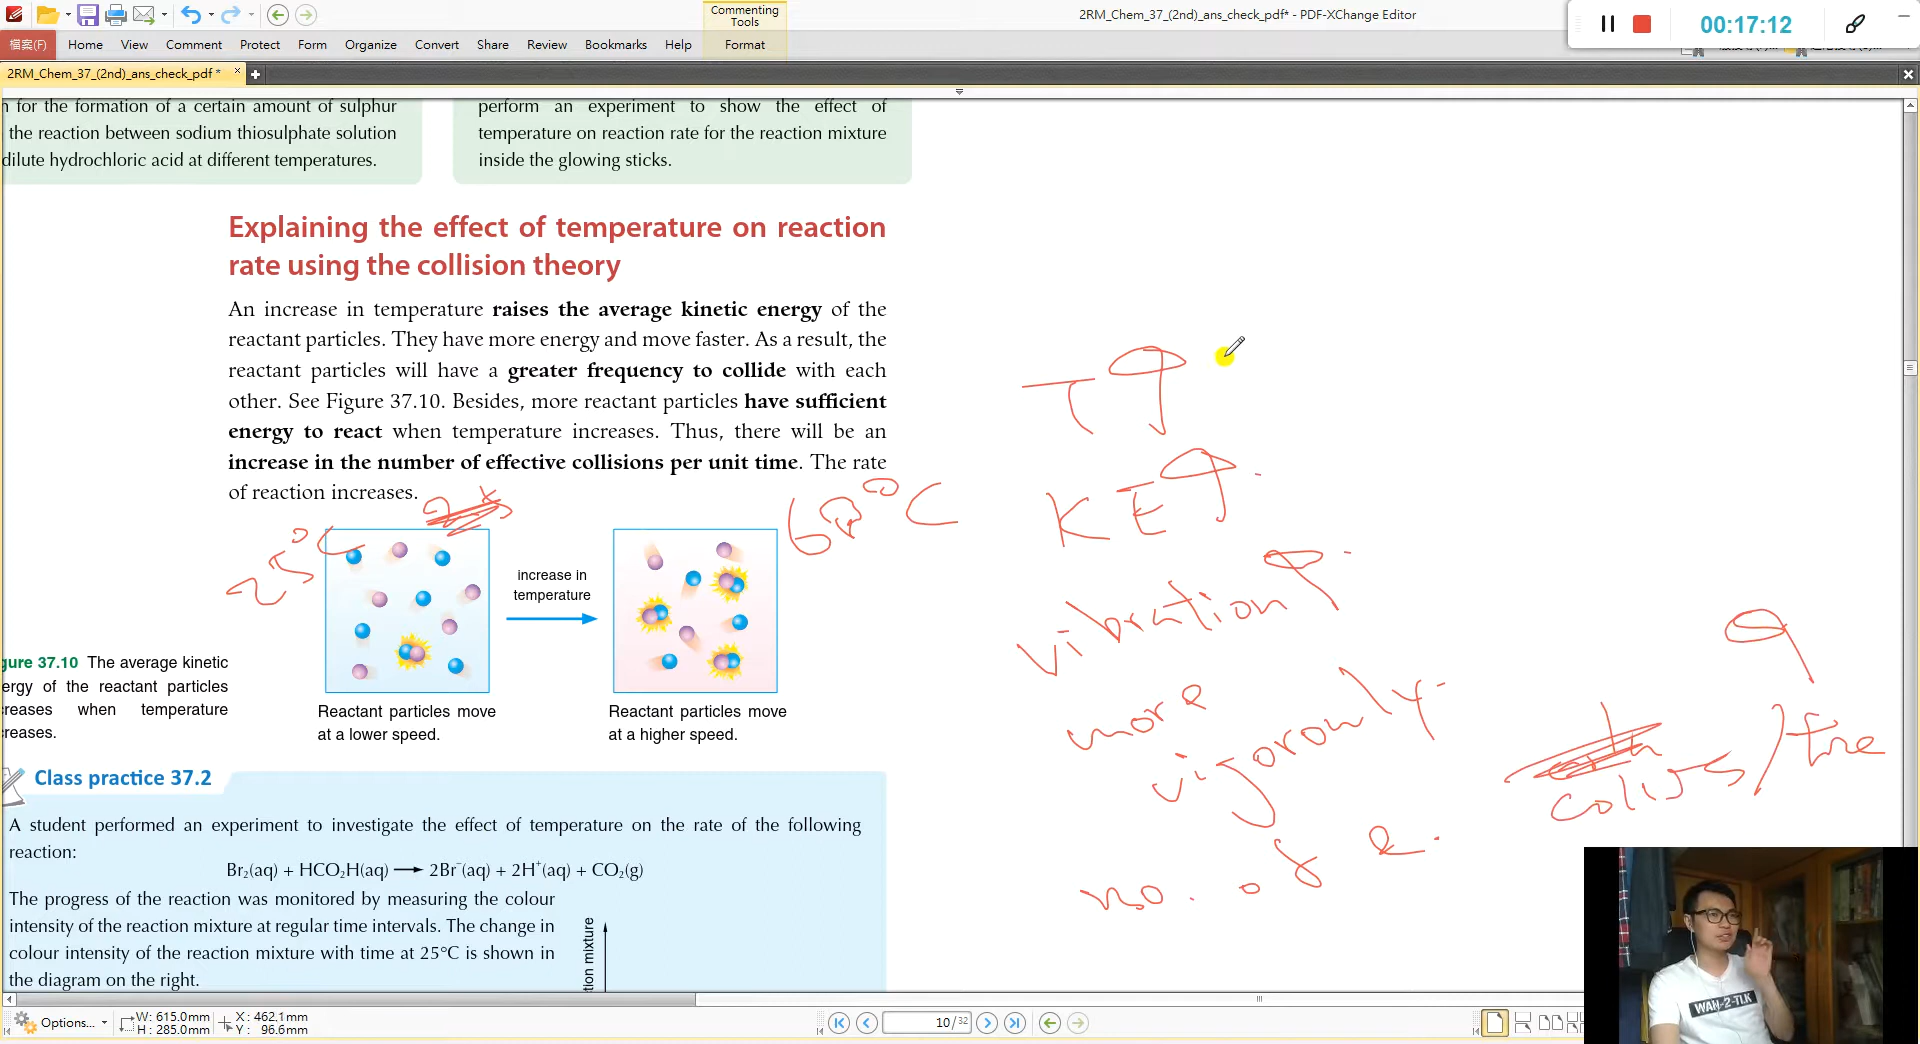 Commenting
Tools
2RM_Chem_37_(2nd)_ans_check_pdf* - PDF-XChange Editor
00:17:12
檔案(F)
Home
View
Comment
Protect
Form
Organize
Convert
Share
Review
Bookmarks
Help
Format
2RM_Chem_37_(2nd)_ans_check_pdf *
n for the formation of a certain amount of sulphur
the reaction between sodium thiosulphate solution
dilute hydrochloric acid at different temperatures.
perform an experiment to show the effect of
temperature on reaction rate for the reaction mixture
inside the glowing sticks.
Explaining the effect of temperature on reaction
rate using the collision theory
An increase in temperature raises the average kinetic energy of the
reactant particles. They have more energy and move faster. As a result, the
reactant particles will have a greater frequency to collide with each
other. See Figure 37.10. Besides, more reactant particles have sufficient
energy to react when temperature increases. Thus, there will be an
increase in the number of effective collisions per unit time. The rate
of reaction increases.
25°C
60°C
increase in
temperature
gure 37.10 The average kinetic
ergy of the reactant particles
creases when temperature
creases.
Reactant particles move
at a lower speed.
Reactant particles move
at a higher speed.
T
KE
vibration
more
vigorously.
no. of
Class practice 37.2
A student performed an experiment to investigate the effect of temperature on the rate of the following
reaction:
Br₂(aq) + HCO₂H(aq) ⟶ 2Br⁻(aq) + 2H⁺(aq) + CO₂(g)
The progress of the reaction was monitored by measuring the colour
intensity of the reaction mixture at regular time intervals. The change in
colour intensity of the reaction mixture with time at 25°C is shown in
the diagram on the right.
tion mixture
WAH-2-TLK
Options...
W: 615.0mm
H: 285.0mm
X: 462.1mm
Y: 96.6mm
10/32